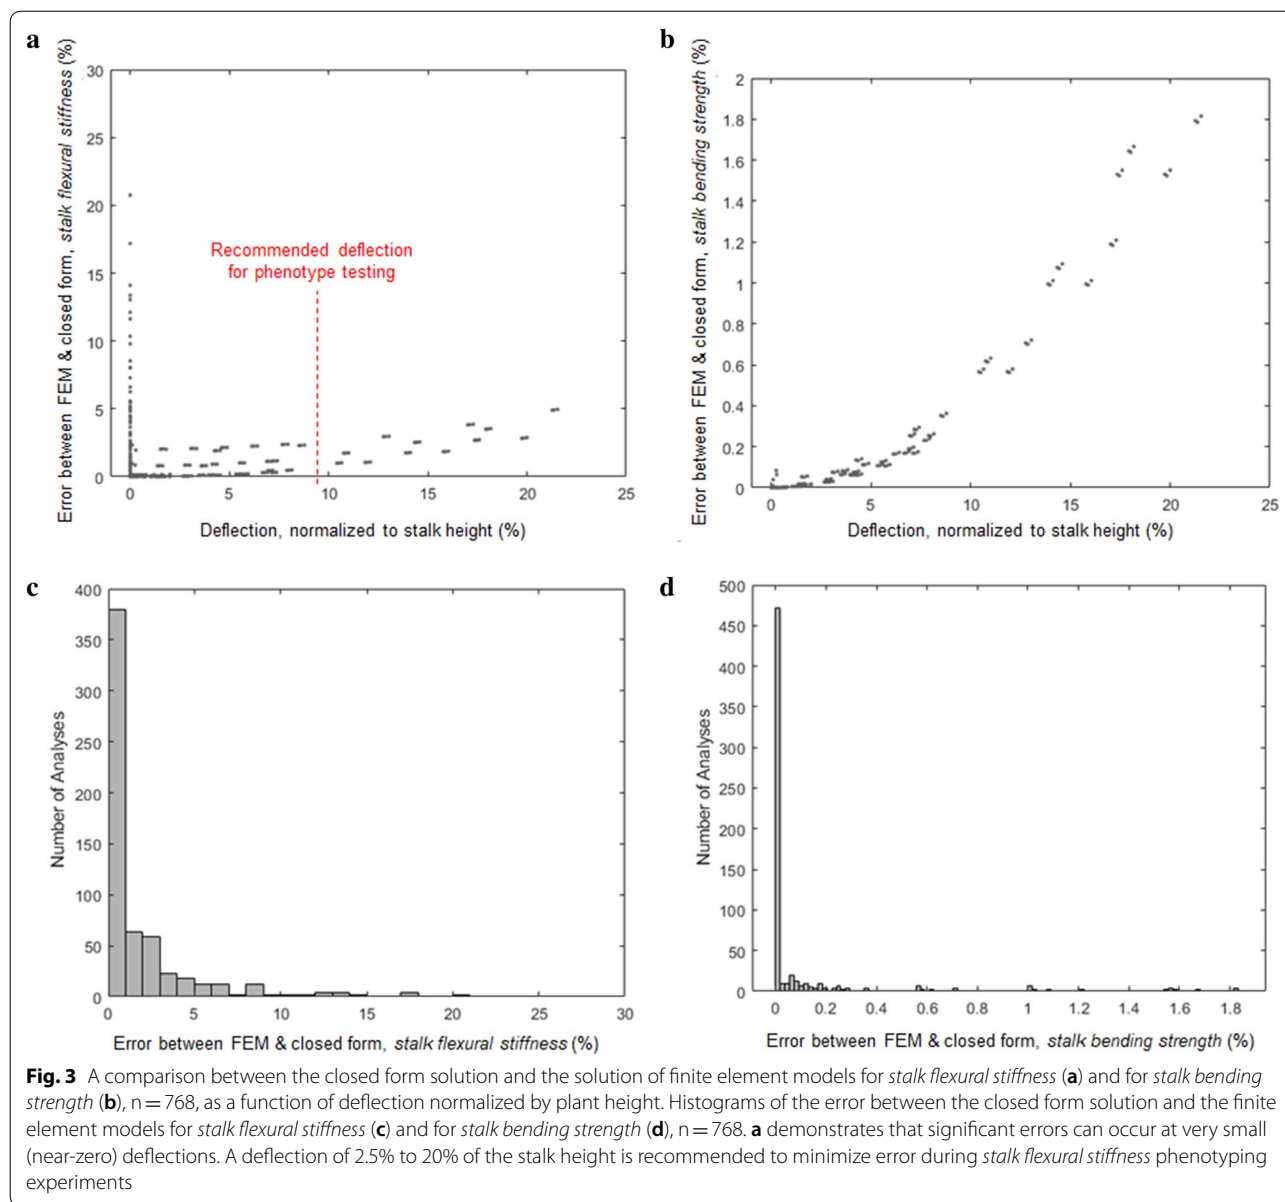 a
Error between FEM & closed form, stalk flexural stiffness (%)
30
25
20
15
10
5
0
Recommended deflection
for phenotype testing
0 5 10 15 20 25
Deflection, normalized to stalk height (%)
b
Error between FEM & closed form, stalk bending strength (%)
2
1.8
1.6
1.4
1.2
1
0.8
0.6
0.4
0.2
0
0 5 10 15 20 25
Deflection, normalized to stalk height (%)
c
Number of Analyses
400
350
300
250
200
150
100
50
0
0 5 10 15 20 25 30
Error between FEM & closed form, stalk flexural stiffness (%)
d
Number of Analyses
500
450
400
350
300
250
200
150
100
50
0
0 0.2 0.4 0.6 0.8 1 1.2 1.4 1.6 1.8
Error between FEM & closed form, stalk bending strength (%)
Fig. 3 A comparison between the closed form solution and the solution of finite element models for stalk flexural stiffness (a) and for stalk bending
strength (b), n = 768, as a function of deflection normalized by plant height. Histograms of the error between the closed form solution and the finite
element models for stalk flexural stiffness (c) and for stalk bending strength (d), n = 768. a demonstrates that significant errors can occur at very small
(near-zero) deflections. A deflection of 2.5% to 20% of the stalk height is recommended to minimize error during stalk flexural stiffness phenotyping
experiments